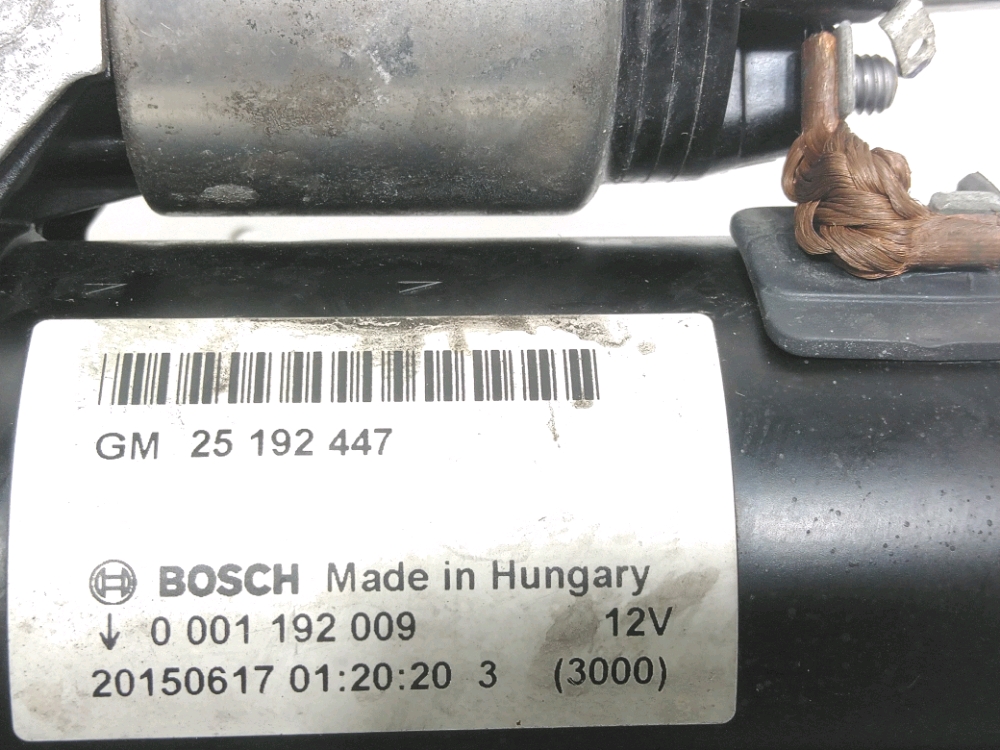 GM 25 192 447
BOSCH Made in Hungary
↓ 0 001 192 009 12V
20150617 01:20:20 3 (3000)